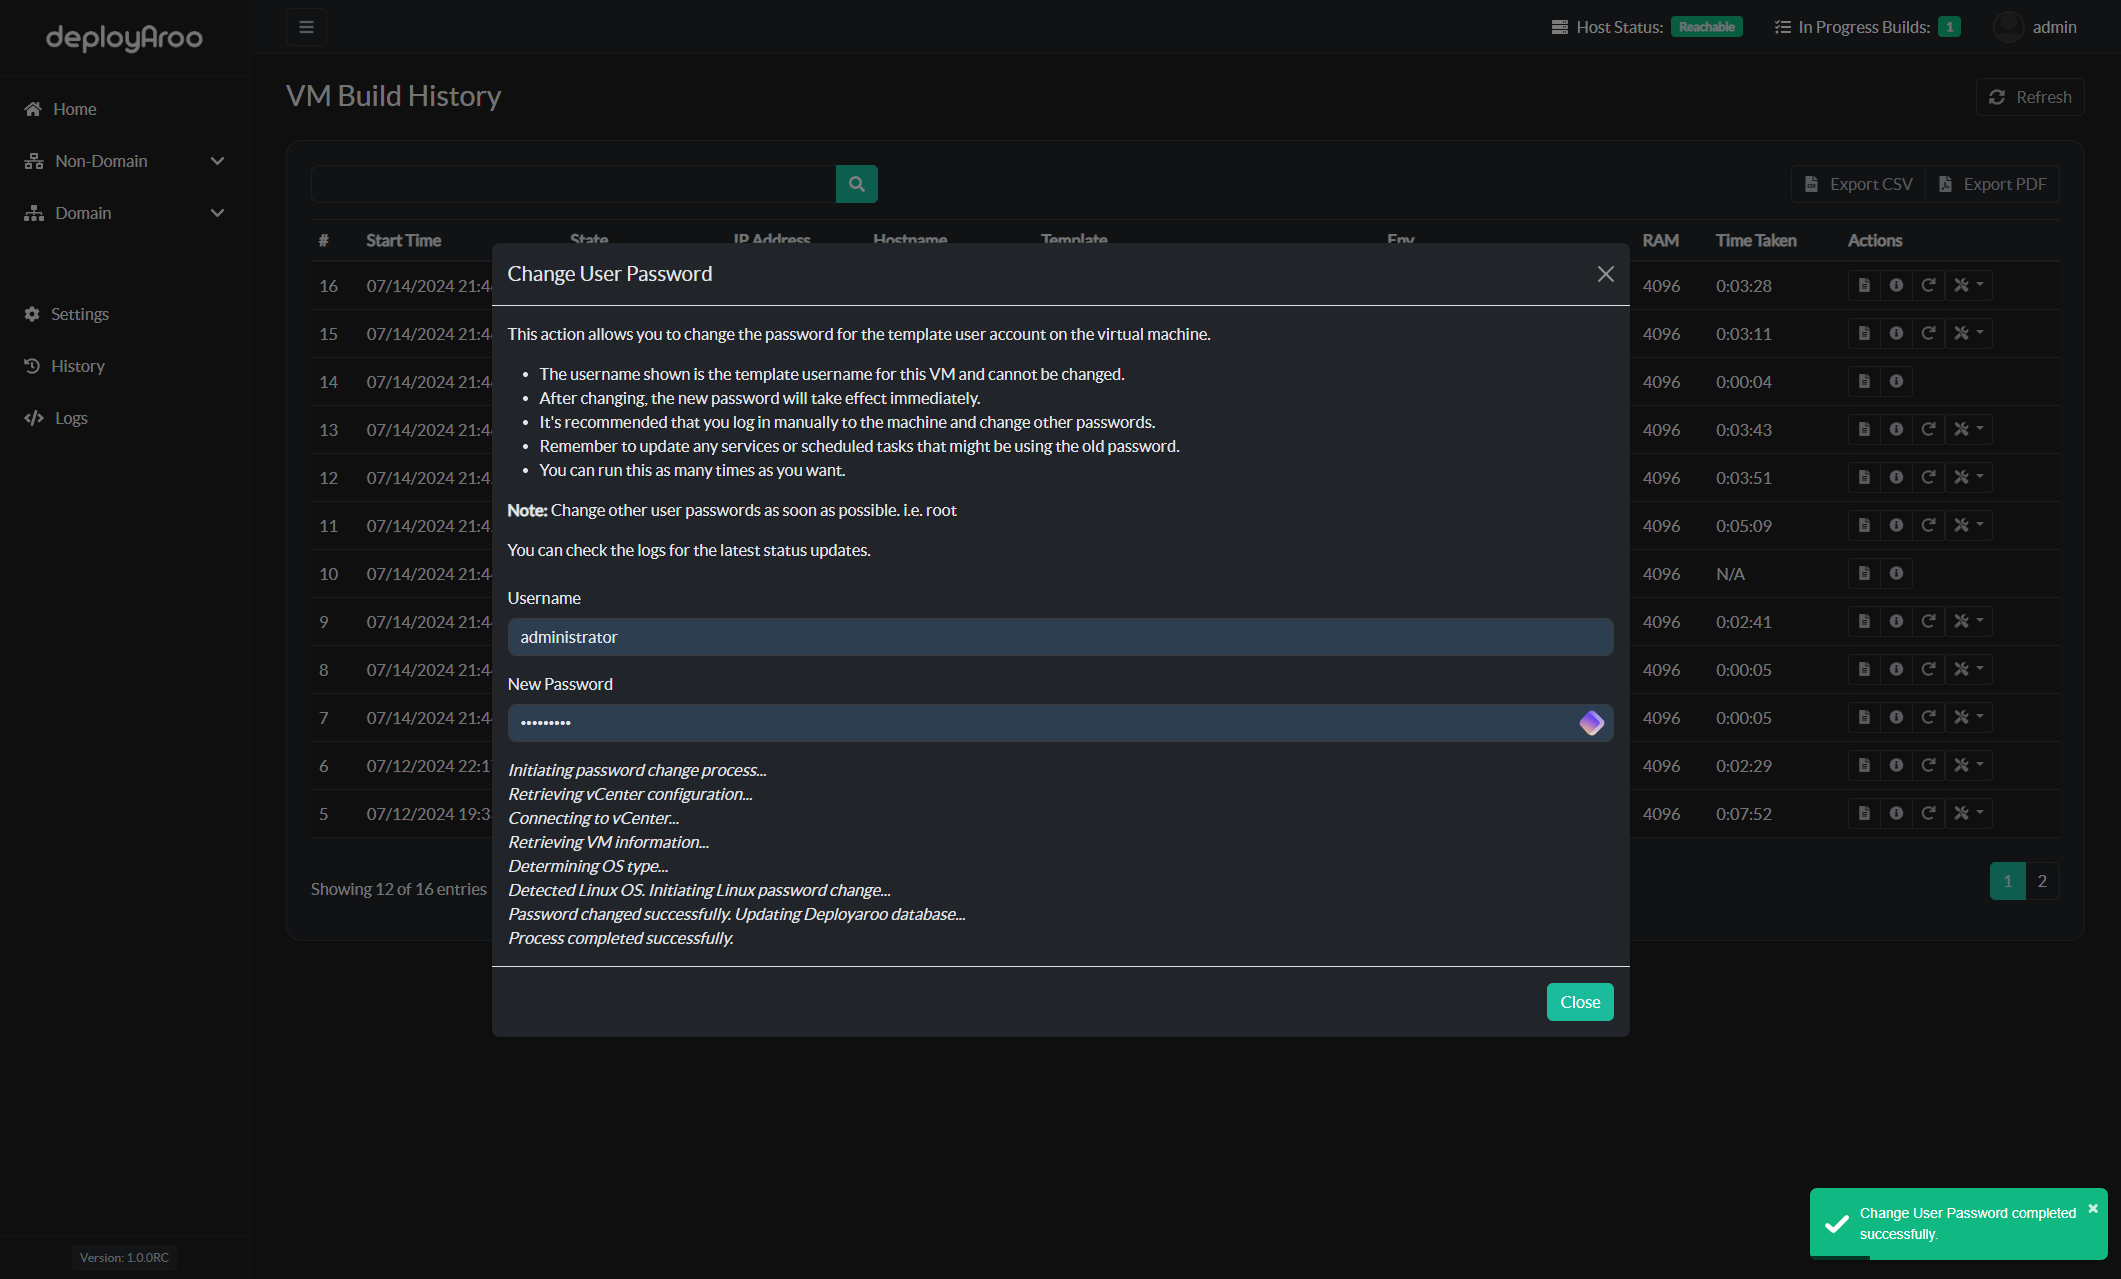 deployAroo
Host Status: Reachable
In Progress Builds: 1
admin
Home
Non-Domain
Domain
Settings
History
Logs
Version: 1.0.0RC
VM Build History
Refresh
Export CSV
Export PDF
# Start Time State IP Address Hostname Template Env RAM Time Taken Actions
16 07/14/2024 21:4 4096 0:03:28
15 07/14/2024 21:4 4096 0:03:11
14 07/14/2024 21:4 4096 0:00:04
13 07/14/2024 21:4 4096 0:03:43
12 07/14/2024 21:4 4096 0:03:51
11 07/14/2024 21:4 4096 0:05:09
10 07/14/2024 21:4 4096 N/A
9 07/14/2024 21:4 4096 0:02:41
8 07/14/2024 21:4 4096 0:00:05
7 07/14/2024 21:4 4096 0:00:05
6 07/12/2024 22:1 4096 0:02:29
5 07/12/2024 19:3 4096 0:07:52
Showing 12 of 16 entries
1 2
Change User Password
This action allows you to change the password for the template user account on the virtual machine.
• The username shown is the template username for this VM and cannot be changed.
• After changing, the new password will take effect immediately.
• It's recommended that you log in manually to the machine and change other passwords.
• Remember to update any services or scheduled tasks that might be using the old password.
• You can run this as many times as you want.
Note: Change other user passwords as soon as possible. i.e. root
You can check the logs for the latest status updates.
Username
administrator
New Password
•••••••••
Initiating password change process...
Retrieving vCenter configuration...
Connecting to vCenter...
Retrieving VM information...
Determining OS type...
Detected Linux OS. Initiating Linux password change...
Password changed successfully. Updating Deployaroo database...
Process completed successfully.
Close
Change User Password completed
successfully.